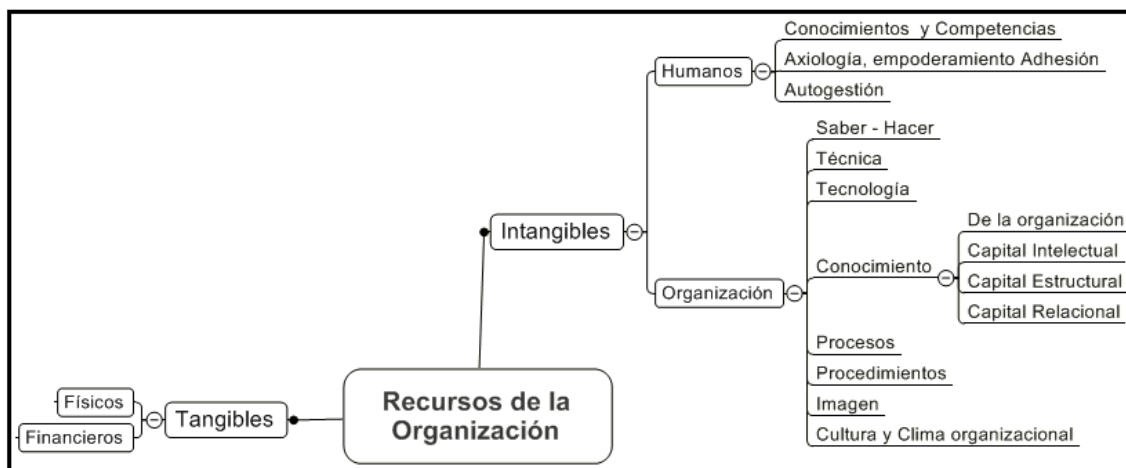 Conocimientos y Competencias
Humanos
Axiología, empoderamiento Adhesión
Autogestión
Saber - Hacer
Técnica
Tecnología
Intangibles
De la organización
Conocimiento
Capital Intelectual
Organización
Capital Estructural
Capital Relacional
Procesos
Procedimientos
Imagen
Cultura y Clima organizacional
Recursos de la
Organización
Tangibles
Físicos
Financieros